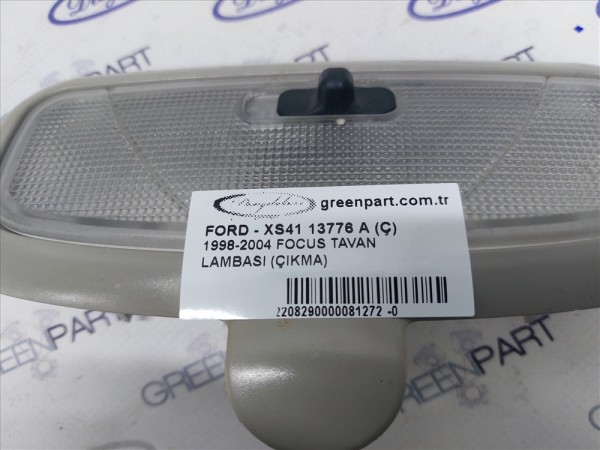 greenpart.com.tr
FORD - XS41 13776 A (Ç)
1998-2004 FOCUS TAVAN
LAMBASI (ÇIKMA)
2208290000081272 -0
GREENPART
GREENPART